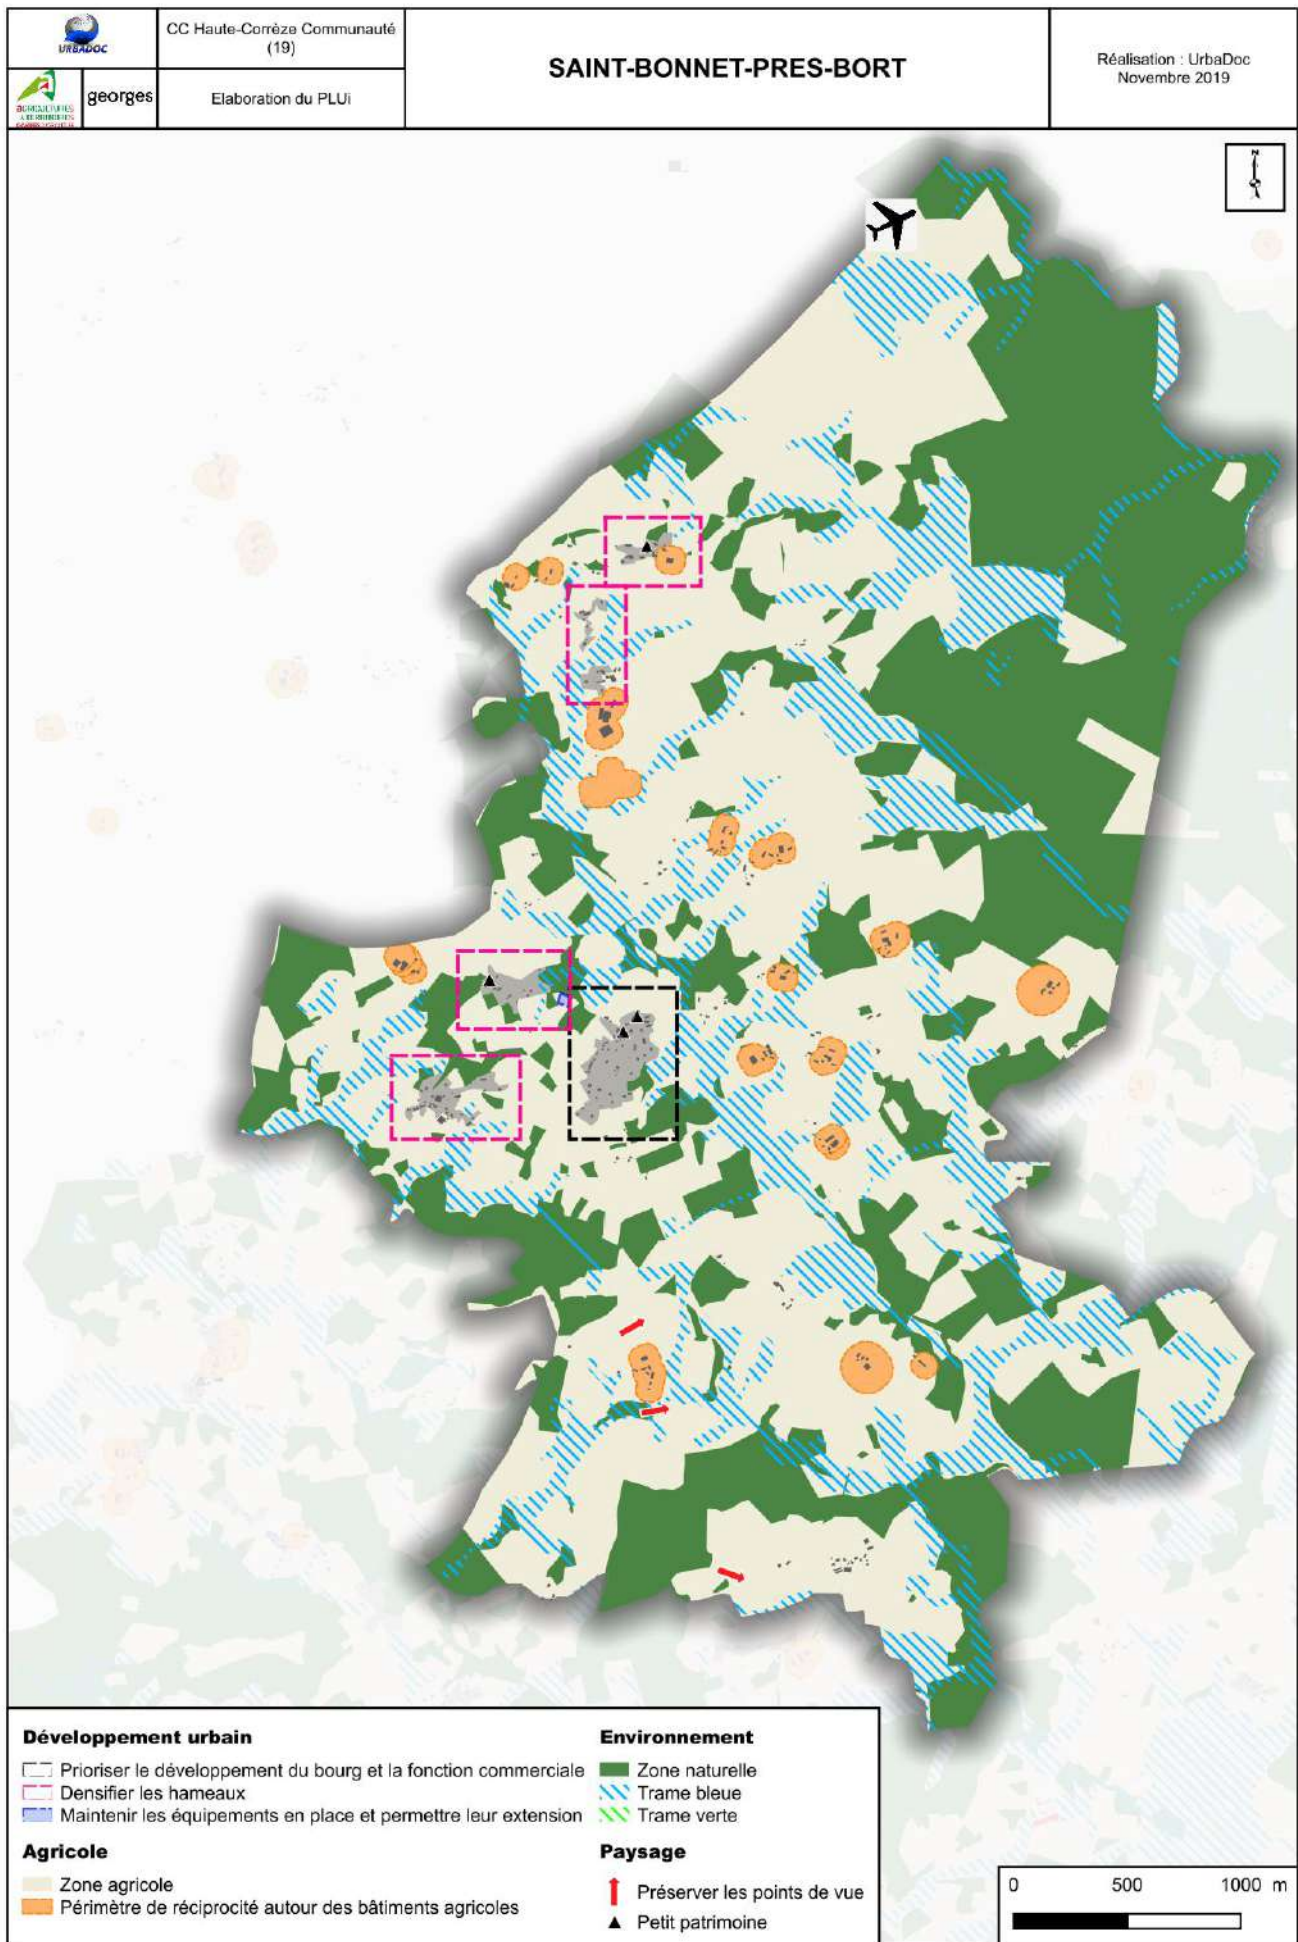 URBADOC
CC Haute-Corrèze Communauté
(19)
SAINT-BONNET-PRES-BORT
Réalisation : UrbaDoc
Novembre 2019
AGRICULTURES
& TERRITOIRES
georges
Elaboration du PLUi
N
Développement urbain
Prioriser le développement du bourg et la fonction commerciale
Densifier les hameaux
Maintenir les équipements en place et permettre leur extension
Agricole
Zone agricole
Périmètre de réciprocité autour des bâtiments agricoles
Environnement
Zone naturelle
Trame bleue
Trame verte
Paysage
Préserver les points de vue
Petit patrimoine
0 500 1000 m